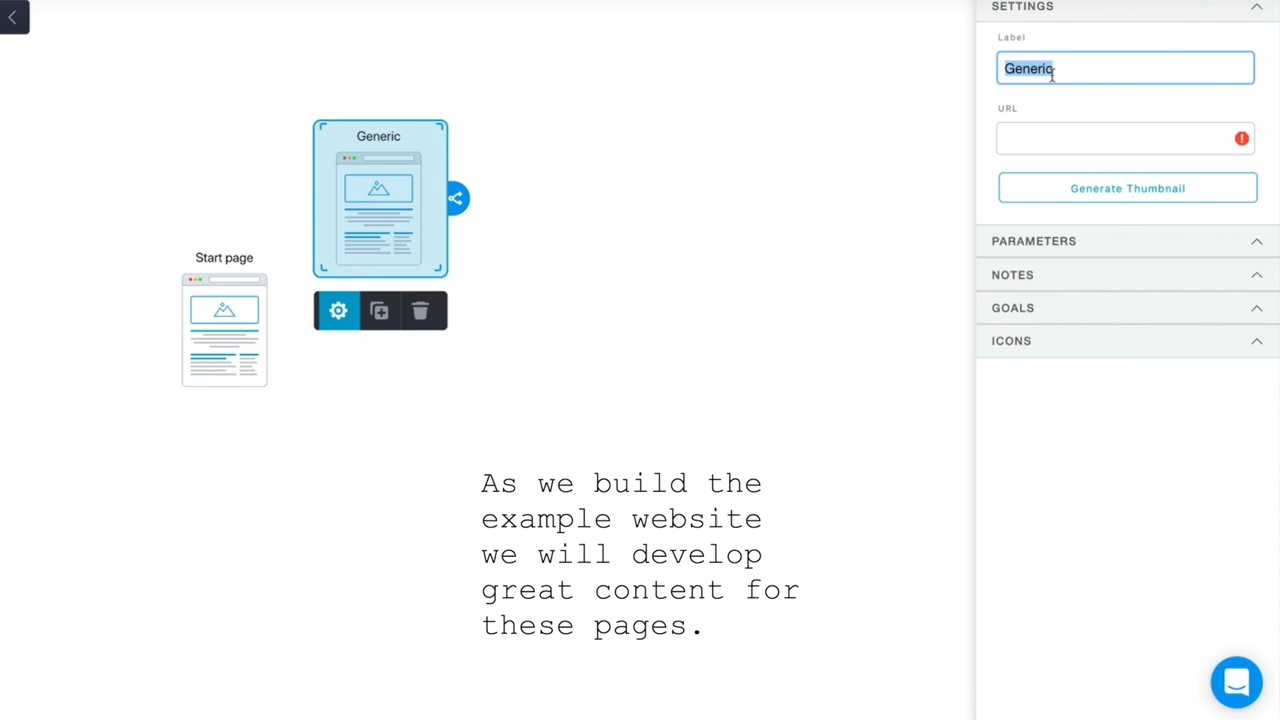 SETTINGS
Label
Generic
URL
Generate Thumbnail
PARAMETERS
NOTES
GOALS
ICONS
Generic
Start page
As we build the
example website
we will develop
great content for
these pages.